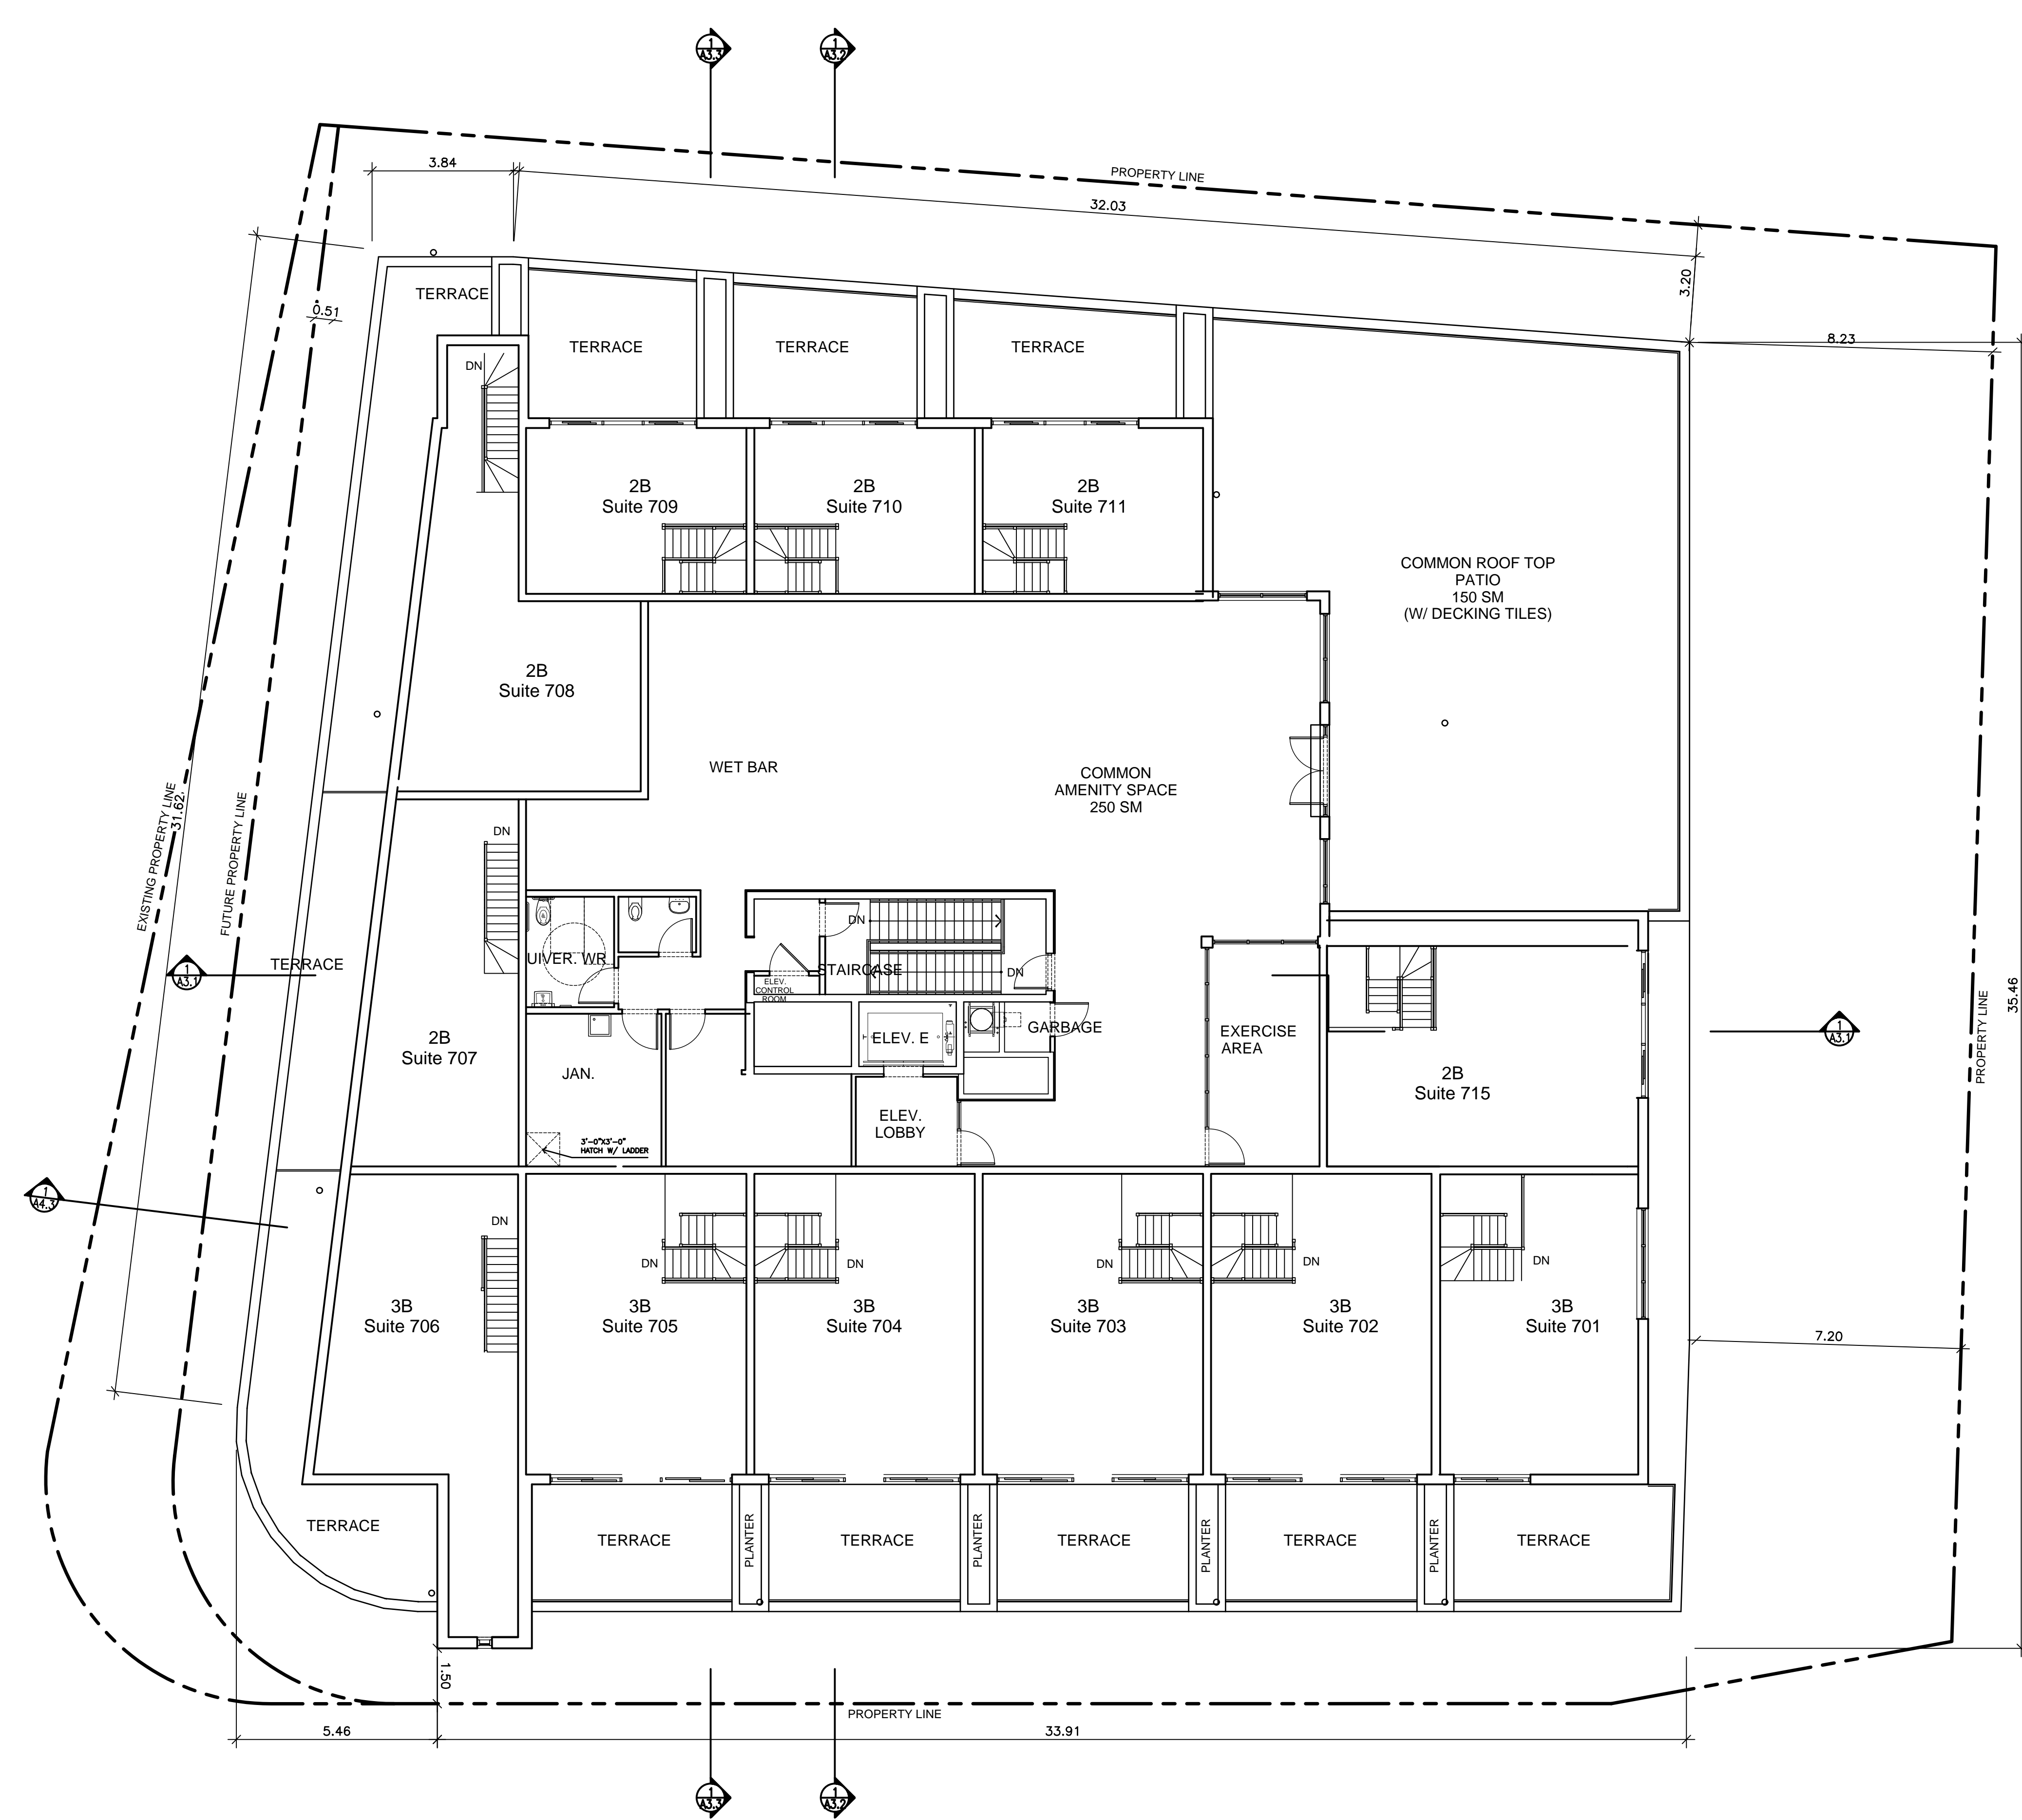 1
A3.3
1
A3.2
3.84
PROPERTY LINE
32.03
3.20
8.23
0.51
TERRACE
TERRACE
TERRACE
TERRACE
DN
2B
Suite 709
2B
Suite 710
2B
Suite 711
COMMON ROOF TOP
PATIO
150 SM
(W/ DECKING TILES)
2B
Suite 708
WET BAR
COMMON
AMENITY SPACE
250 SM
EXISTING PROPERTY LINE
31.62
FUTURE PROPERTY LINE
DN
1
A3.1
TERRACE
UIVER. WR
DN
STAIRCASE
DN
ELEV.
CONTROL
ROOM
35.46
PROPERTY LINE
1
A3.1
2B
Suite 707
JAN.
ELEV. E
GARBAGE
EXERCISE
AREA
2B
Suite 715
ELEV.
LOBBY
3'-0"X3'-0"
HATCH W/ LADDER
1
A4.3
DN
DN
DN
DN
DN
DN
3B
Suite 706
3B
Suite 705
3B
Suite 704
3B
Suite 703
3B
Suite 702
3B
Suite 701
7.20
TERRACE
TERRACE
PLANTER
TERRACE
PLANTER
TERRACE
PLANTER
TERRACE
PLANTER
TERRACE
1.50
PROPERTY LINE
5.46
33.91
1
A3.3
1
A3.2